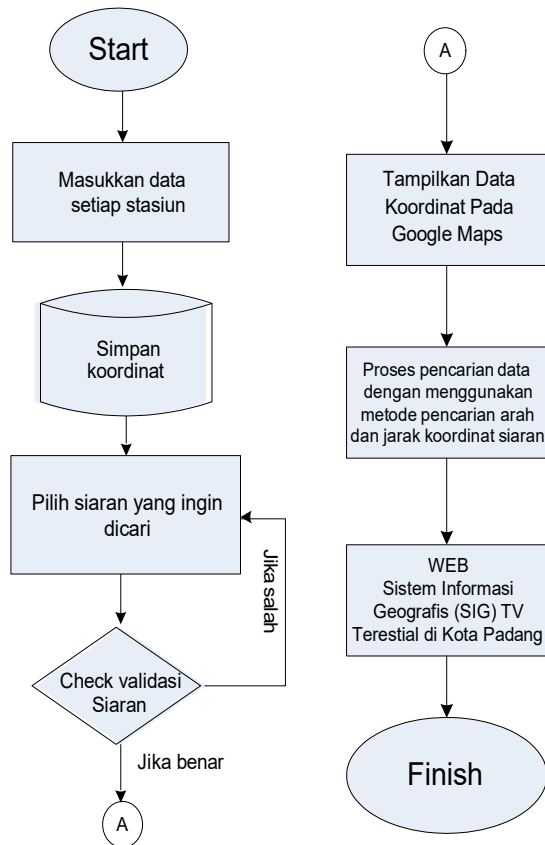 Start
Masukkan data
setiap stasiun
Simpan
koordinat
Pilih siaran yang ingin
dicari
Jika salah
Check validasi
Siaran
Jika benar
A
A
Tampilkan Data
Koordinat Pada
Google Maps
Proses pencarian data
dengan menggunakan
metode pencarian arah
dan jarak koordinat siaran
WEB
Sistem Informasi
Geografis (SIG) TV
Terestial di Kota Padang
Finish